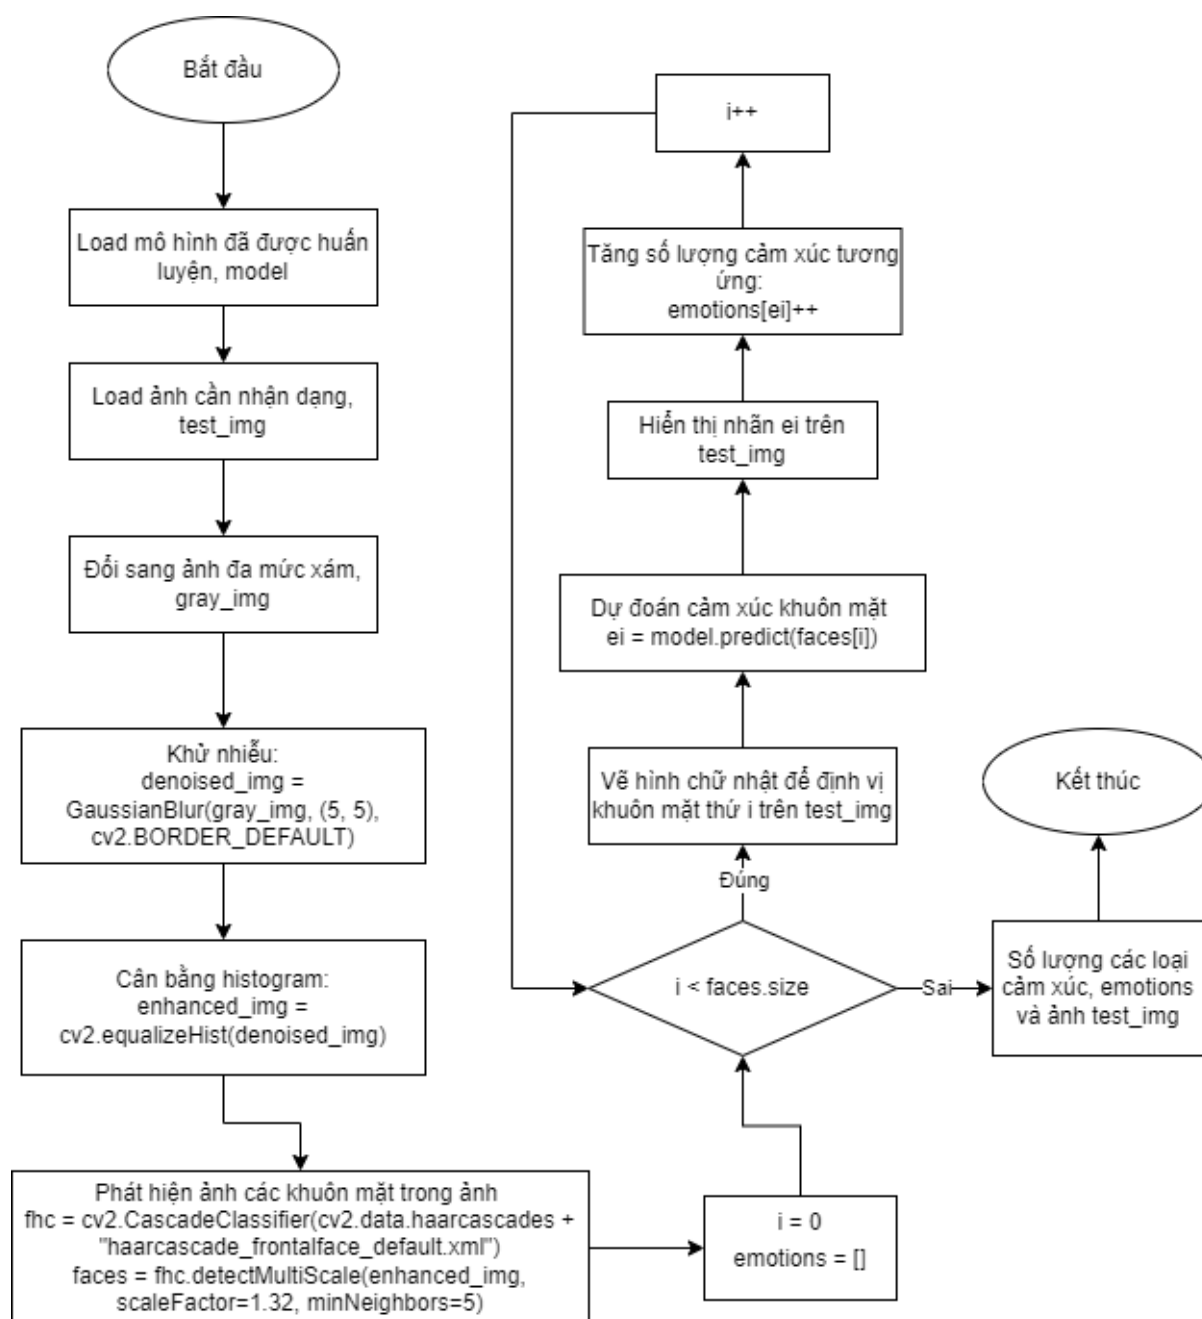 Bắt đầu
Load mô hình đã được huấn
luyện, model
Load ảnh cần nhận dạng,
test_img
Đổi sang ảnh đa mức xám,
gray_img
Khử nhiễu:
denoised_img =
GaussianBlur(gray_img, (5, 5),
cv2.BORDER_DEFAULT)
Cân bằng histogram:
enhanced_img =
cv2.equalizeHist(denoised_img)
Phát hiện ảnh các khuôn mặt trong ảnh
fhc = cv2.CascadeClassifier(cv2.data.haarcascades +
"haarcascade_frontalface_default.xml")
faces = fhc.detectMultiScale(enhanced_img,
scaleFactor=1.32, minNeighbors=5)
i = 0
emotions = []
i < faces.size
Đúng
Vẽ hình chữ nhật để định vị
khuôn mặt thứ i trên test_img
Dự đoán cảm xúc khuôn mặt
ei = model.predict(faces[i])
Hiển thị nhãn ei trên
test_img
Tăng số lượng cảm xúc tương
ứng:
emotions[ei]++
i++
Sai
Số lượng các loại
cảm xúc, emotions
và ảnh test_img
Kết thúc